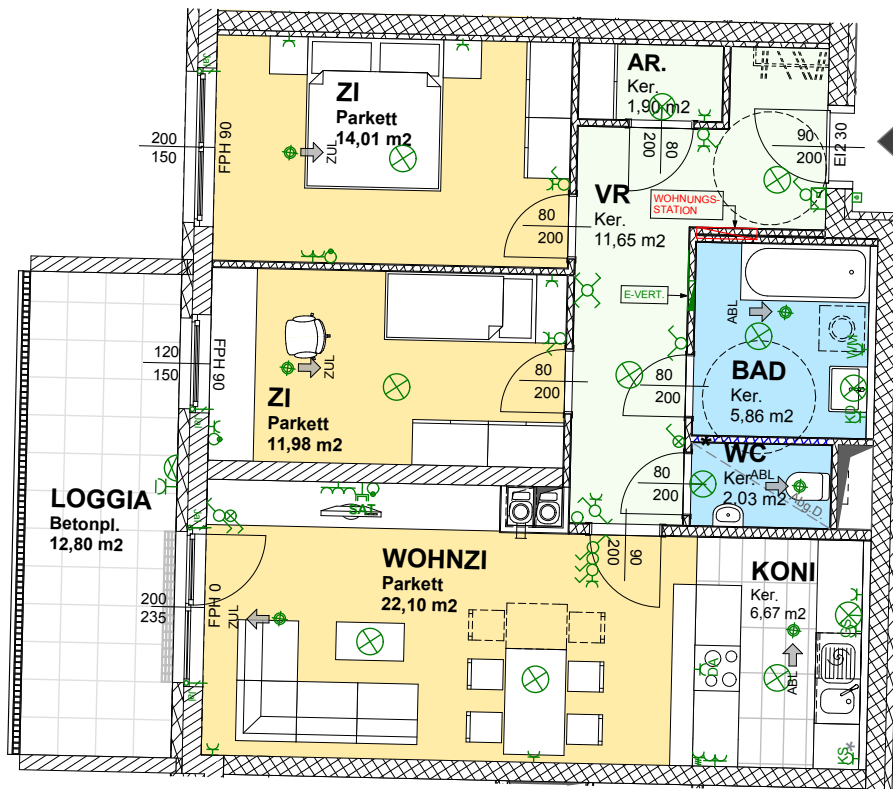 ZI
Parkett
14,01 m2
ZUL
FPH 90
200
150
AR.
Ker.
1,90 m2
80
200
90
200
EI2 30
VR
Ker.
11,65 m2
WOHNUNGS-
STATION
E-VERT.
80
200
ZI
Parkett
11,98 m2
ZUL
FPH 90
120
150
80
200
BAD
Ker.
5,86 m2
ABL
WM
KP
80
200
WC
Ker.
2,03 m2
ABL
Abg.D.
*
80
200
LOGGIA
Betonpl.
12,80 m2
SAT
WOHNZI
Parkett
22,10 m2
ZUL
FPH 0
200
235
90
200
KONI
Ker.
6,67 m2
ABL
DA
KS
*